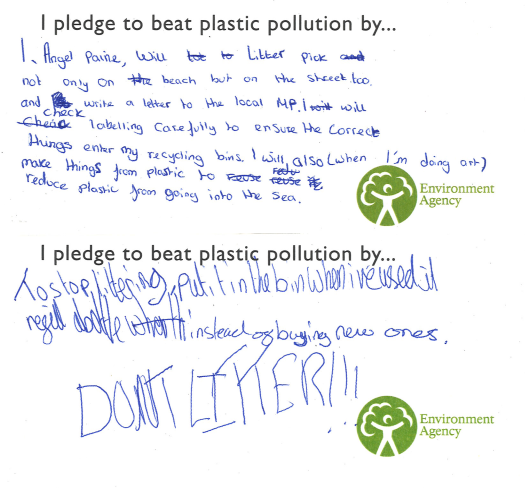 I pledge to beat plastic pollution by...
I, Angel Paine, will Litter pick
not only on beach but on the street too.
and write a letter to the local MP. I will
check labelling carefully to ensure the correct
things enter my recycling bins. I will also (when I'm doing art)
make things from plastic to redu
reduce plastic from going into the sea.
Environment
Agency
I pledge to beat plastic pollution by...
To stop littering, put it in the bin when i've used it
refill instead of buying new ones.
DONT LITTER!!!
Environment
Agency